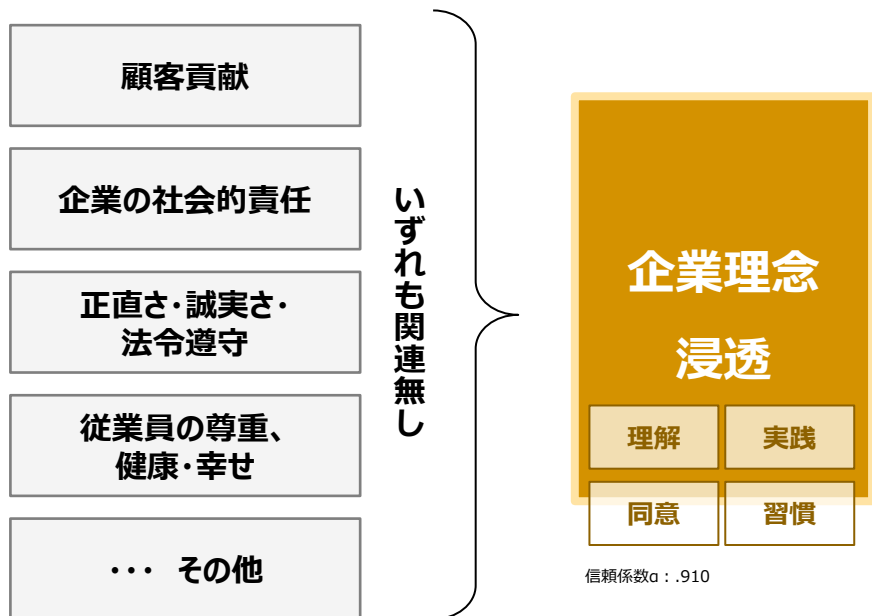 顧客貢献
企業の社会的責任
正直さ・誠実さ・
法令遵守
従業員の尊重、
健康・幸せ
・・・ その他
いずれも関連無し
企業理念
浸透
理解
実践
同意
習慣
信頼係数α：.910